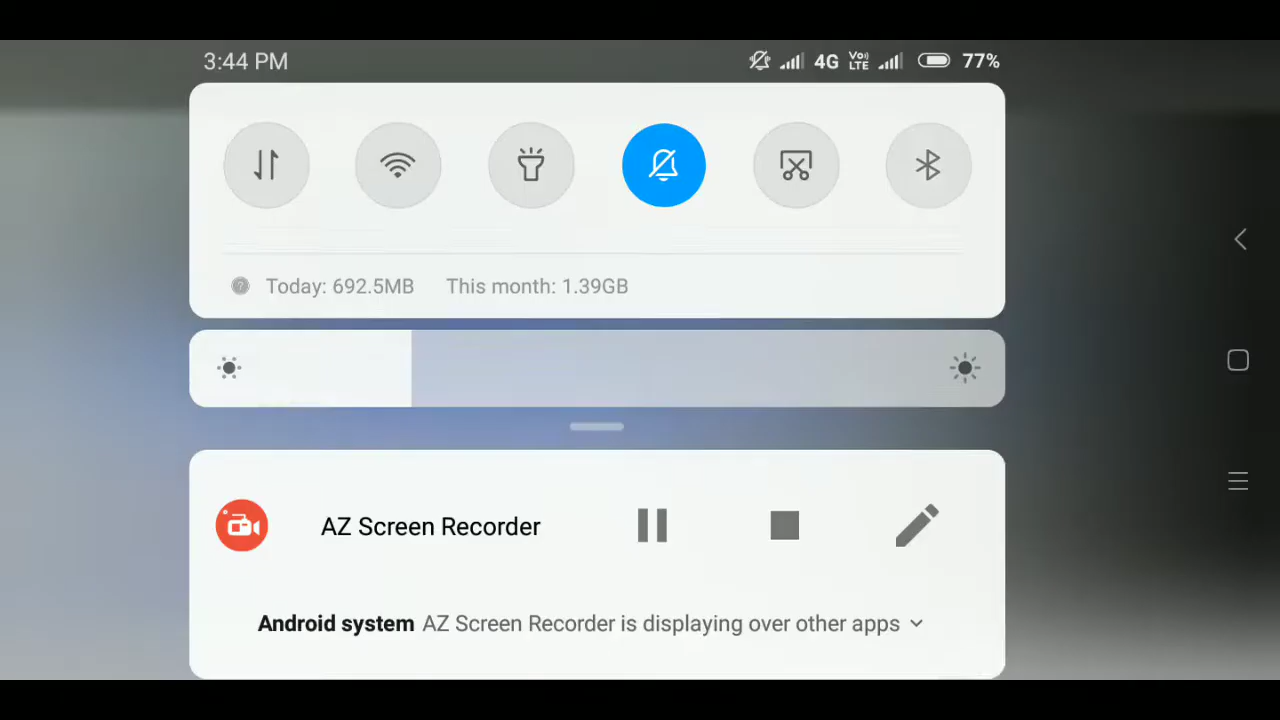 3:44 PM 4G Vo) LTE 77%
Today: 692.5MB This month: 1.39GB
AZ Screen Recorder
Android system AZ Screen Recorder is displaying over other apps